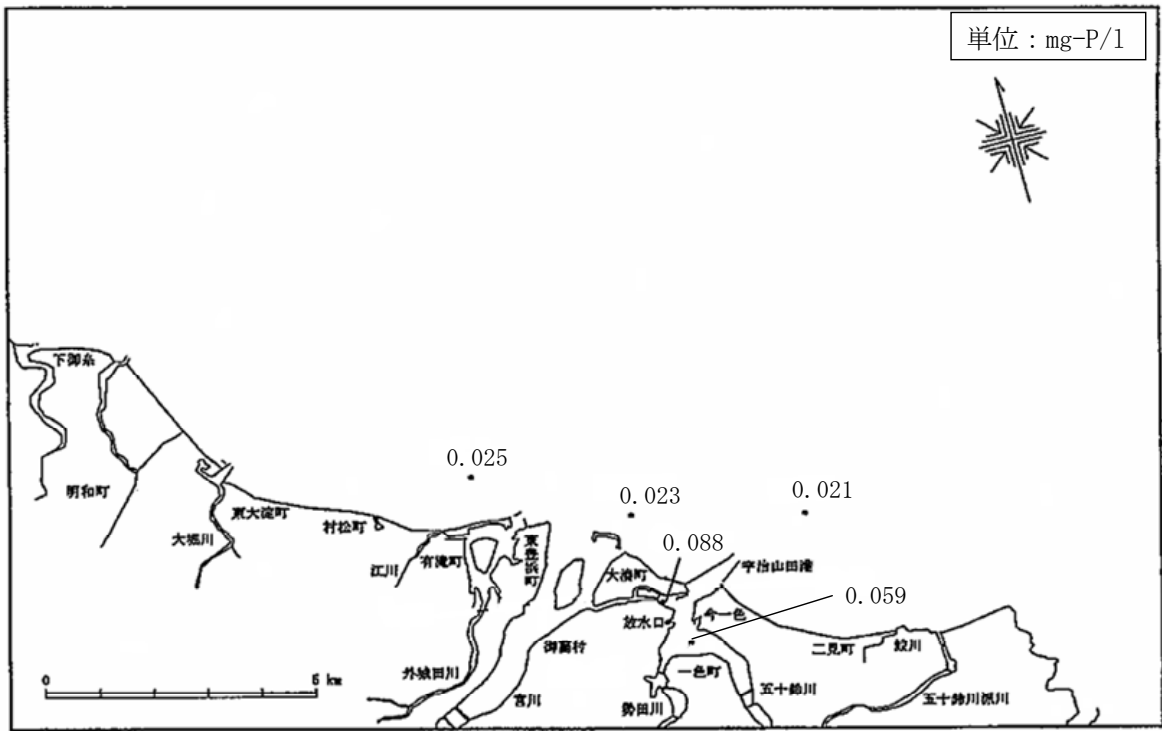 単位：mg-P/l
下御糸
0.025
明和町
0.023
0.021
東大淀町
村松町
大堀川
江川
有滝町
東豊浜町
0.088
大湊町
宇治山田港
0.059
放水口
今一色
御薗村
二見町
鮫川
外城田川
一色町
0
6 km
宮川
勢田川
五十鈴川
五十鈴川派川